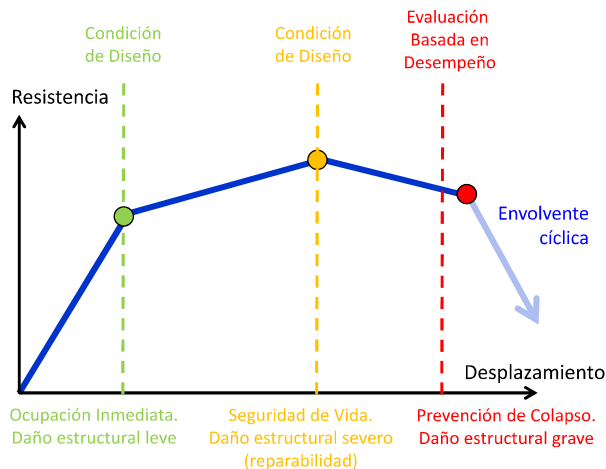 Condición
de Diseño
Condición
de Diseño
Evaluación
Basada en
Desempeño
Resistencia
Envolvente
cíclica
Desplazamiento
Ocupación Inmediata.
Daño estructural leve
Seguridad de Vida.
Daño estructural severo
(reparabilidad)
Prevención de Colapso.
Daño estructural grave